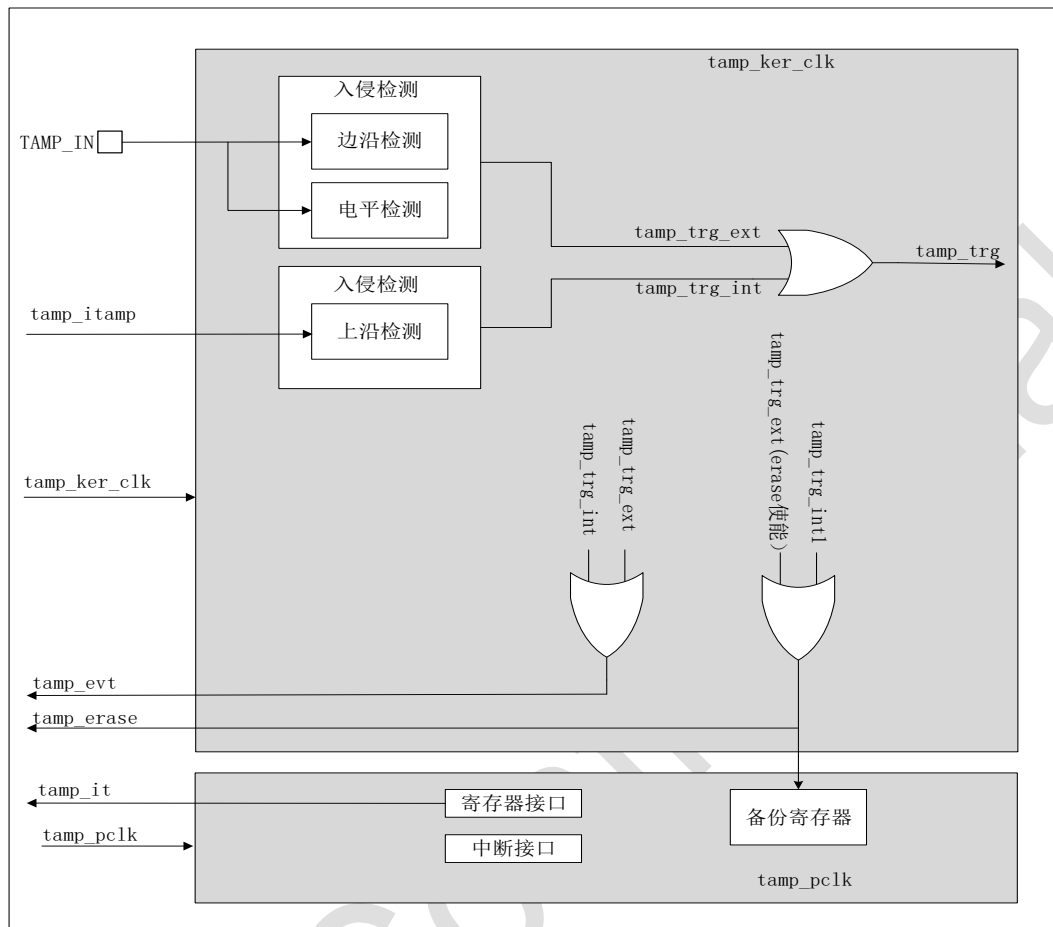 tamp_ker_clk
入侵检测
TAMP_IN
边沿检测
电平检测
tamp_trg_ext
tamp_trg
入侵检测
tamp_trg_int
tamp_itamp
上沿检测
tamp_ker_clk
tamp_trg_int
tamp_trg_ext
tamp_trg_ext(erase使能)
tamp_trg_int1
tamp_evt
tamp_erase
tamp_it
寄存器接口
备份寄存器
tamp_pclk
中断接口
tamp_pclk